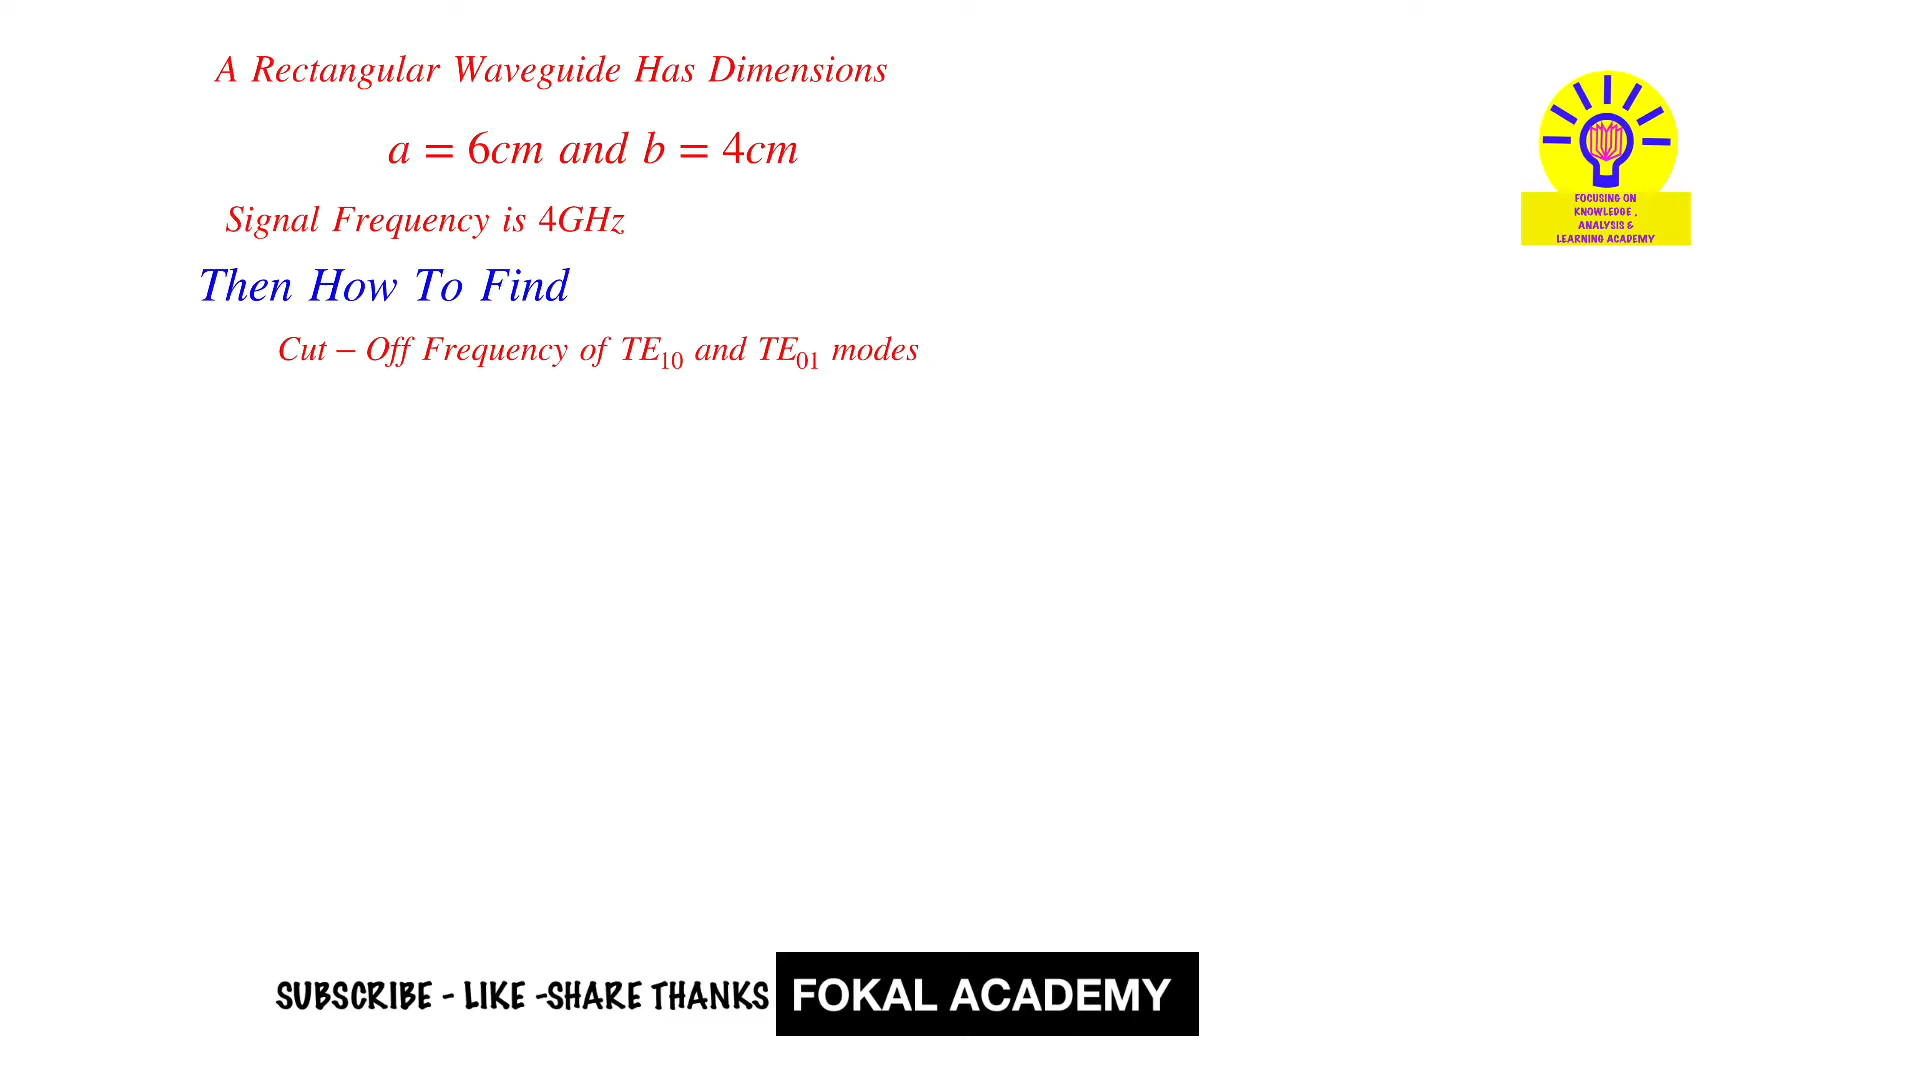 A Rectangular Waveguide Has Dimensions
a = 6cm and b = 4cm
Signal Frequency is 4GHz
Then How To Find
Cut − Off Frequency of TE₁₀ and TE₀₁ modes
FOCUSING ON
KNOWLEDGE ,
ANALYSIS &
LEARNING ACADEMY
SUBSCRIBE - LIKE -SHARE THANKS FOKAL ACADEMY